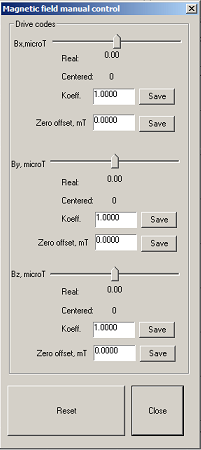 Magnetic field manual control
Drive codes
Bx,microT
Real: 0.00
Centered: 0
Koeff. 1.0000 Save
Zero offset, mT 0.0000 Save
By, microT
Real: 0.00
Centered: 0
Koeff. 1.0000 Save
Zero offset, mT 0.0000 Save
Bz, microT
Real: 0.00
Centered: 0
Koeff. 1.0000 Save
Zero offset, mT 0.0000 Save
Reset Close